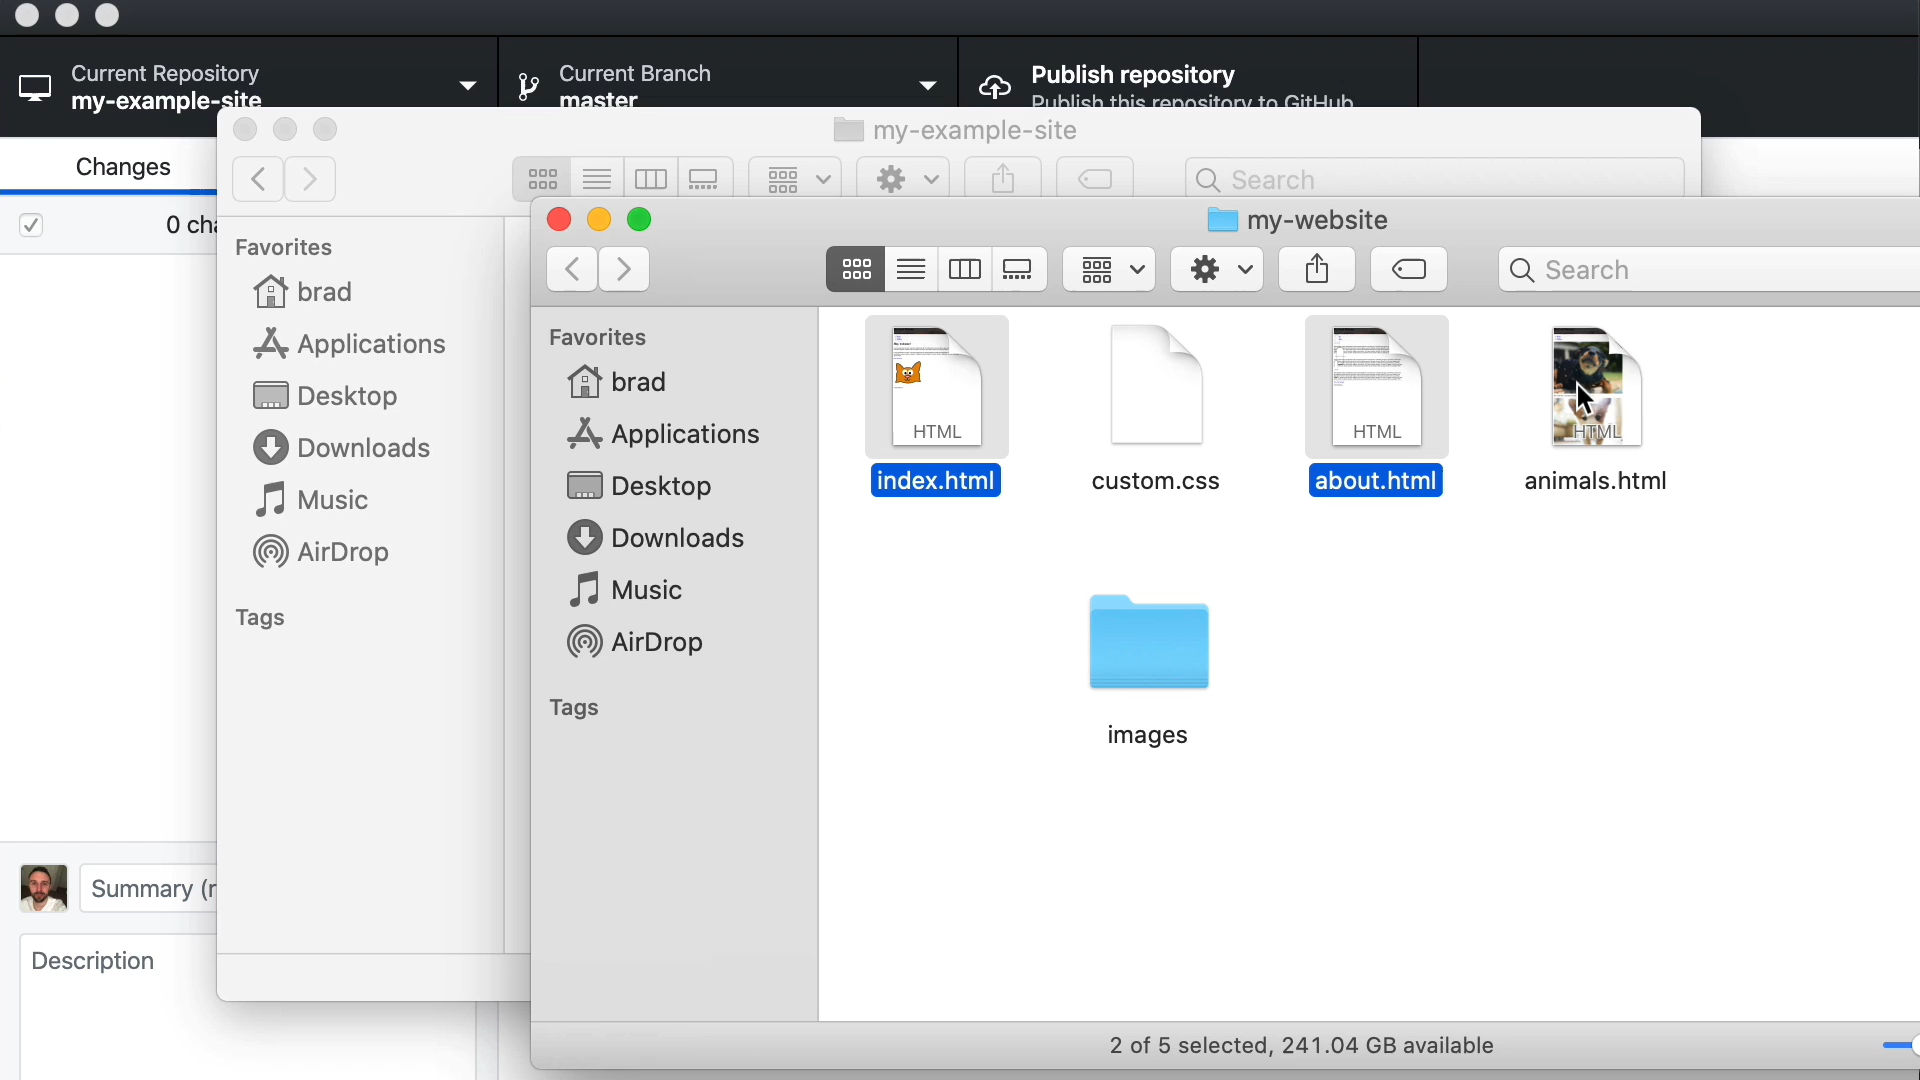 Current Repository
my-example-site
Current Branch
master
Publish repository
Publish this repository to GitHub
my-example-site
Changes
Search
0 cha
my-website
Favorites
brad
Applications
Desktop
Downloads
Music
AirDrop
Tags
Search
Favorites
brad
Applications
Desktop
Downloads
Music
AirDrop
Tags
HTML
index.html
custom.css
HTML
about.html
HTML
animals.html
images
Summary (r
Description
2 of 5 selected, 241.04 GB available